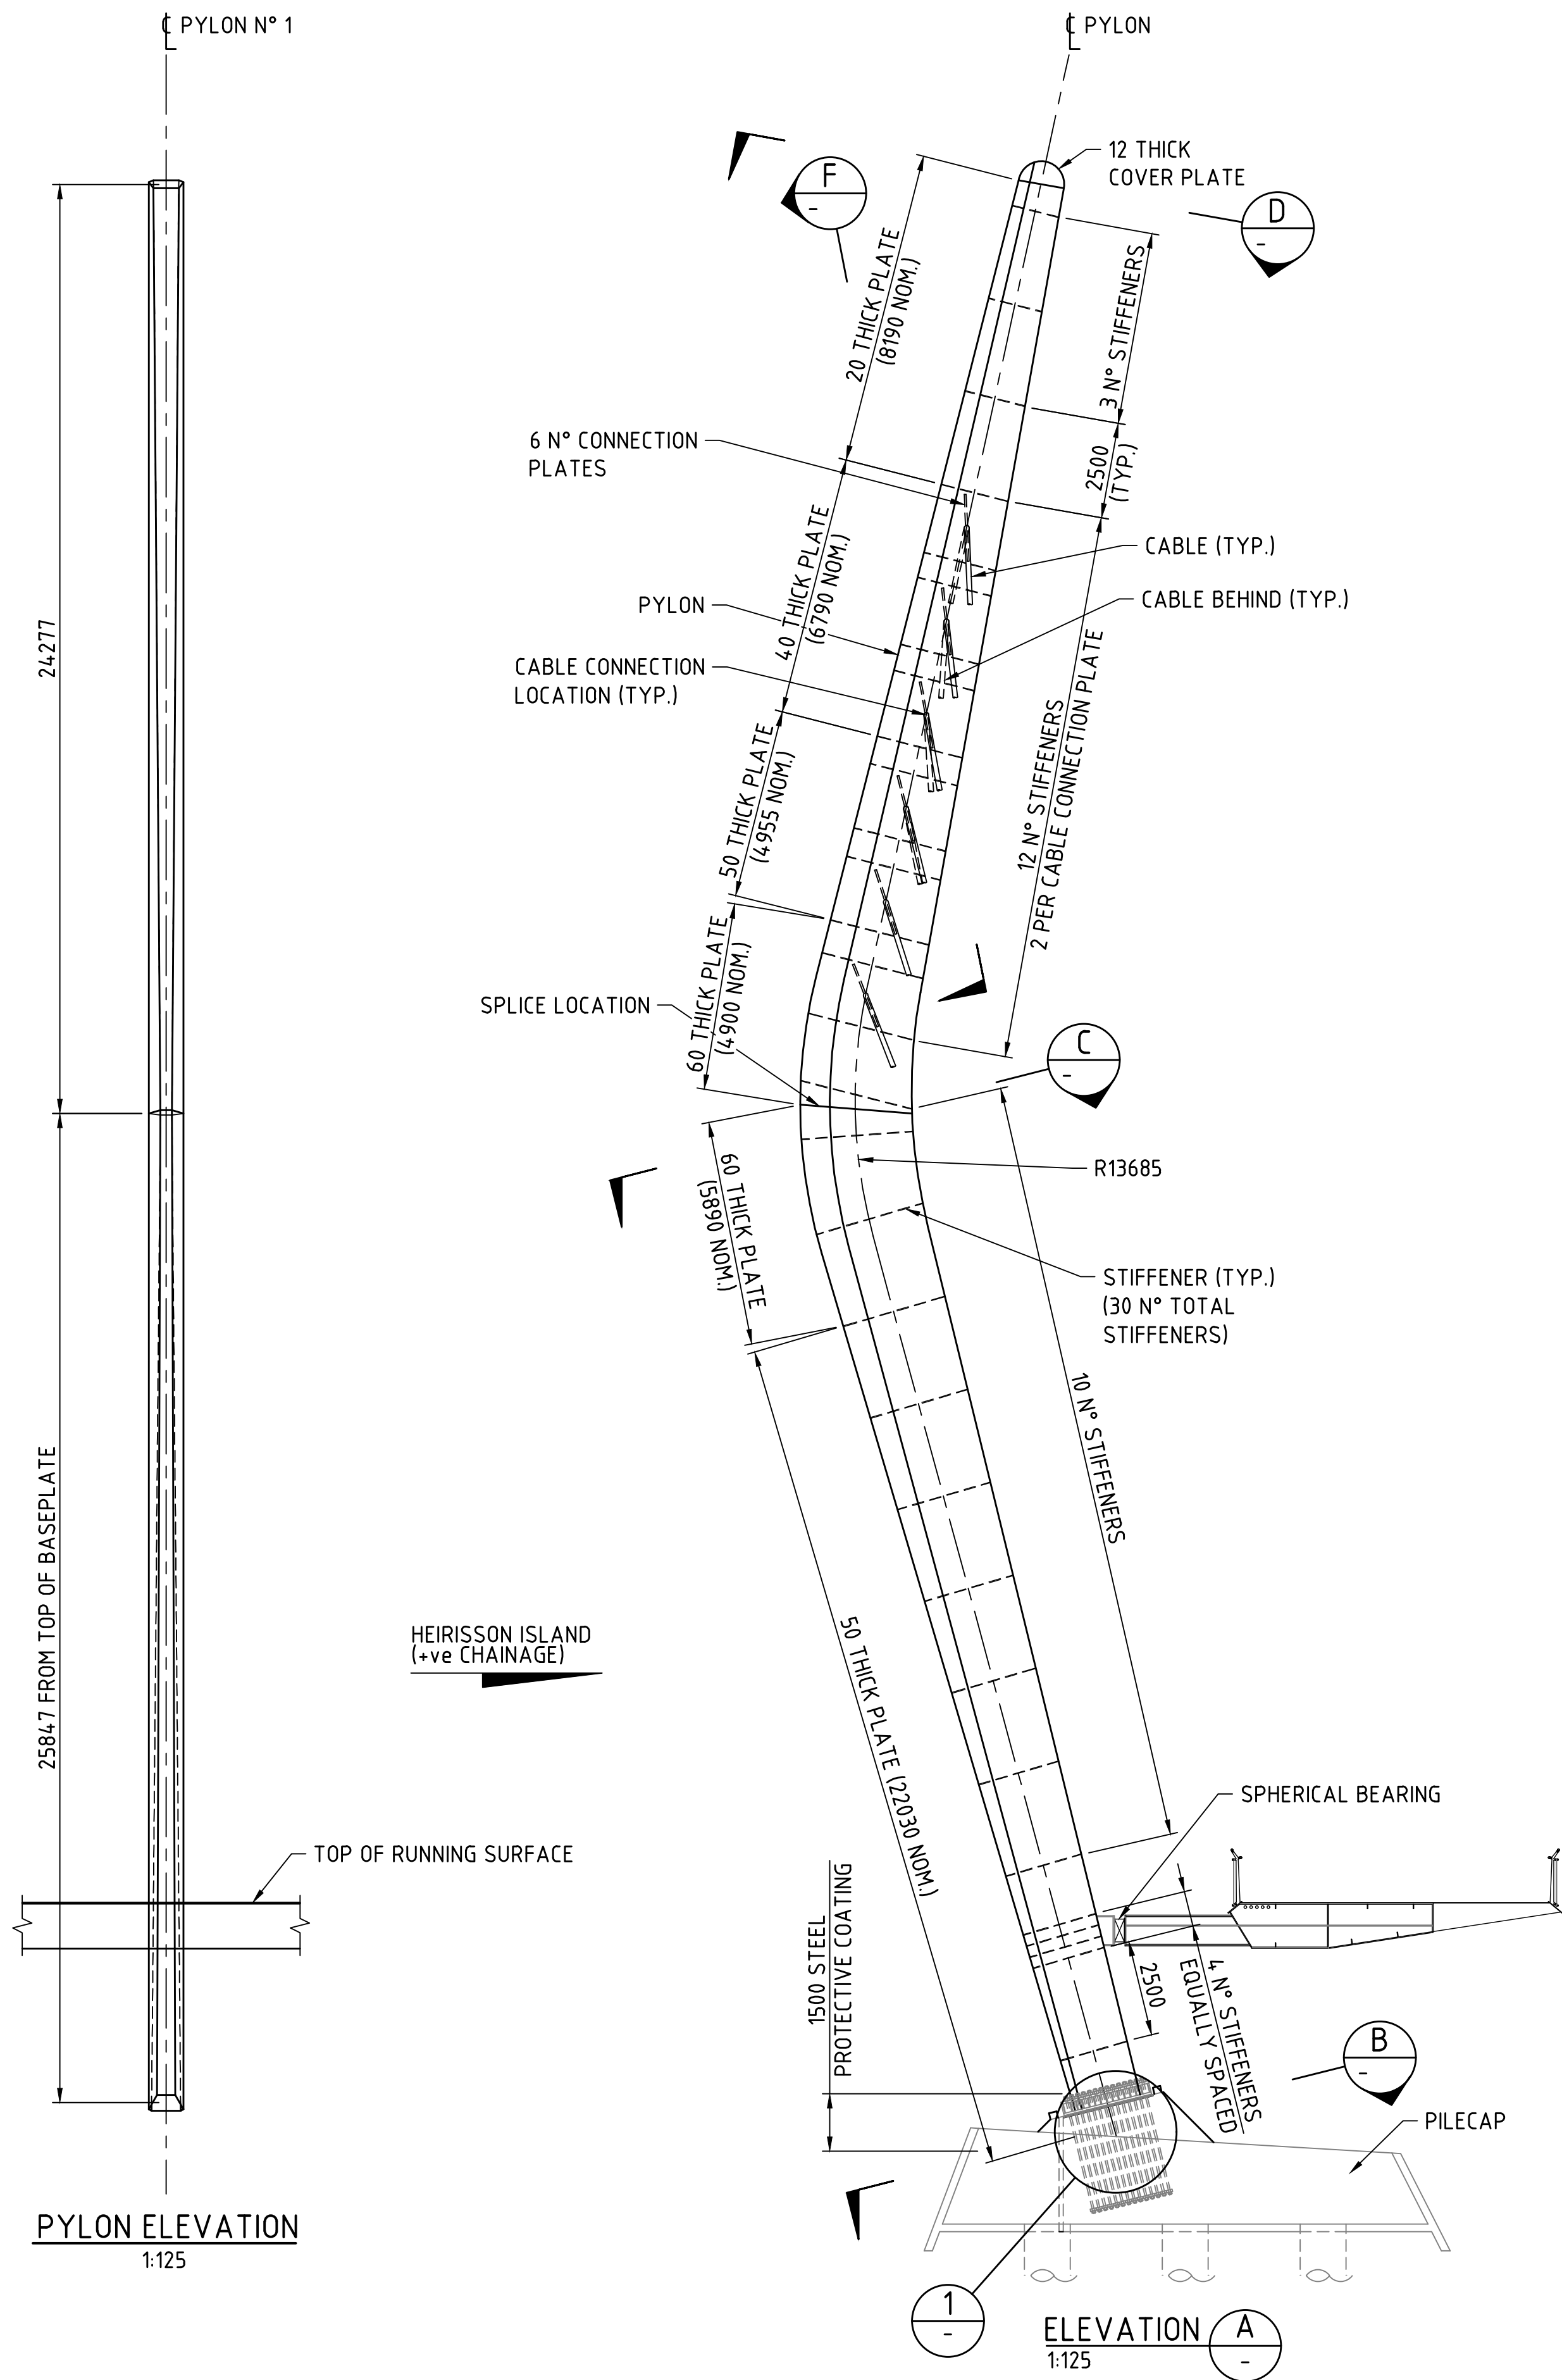 ℄ PYLON N° 1
℄ PYLON
12 THICK
COVER PLATE
F
-
D
-
20 THICK PLATE
(8190 NOM.)
3 N° STIFFENERS
6 N° CONNECTION
PLATES
2500
(TYP.)
40 THICK PLATE
(6790 NOM.)
CABLE (TYP.)
PYLON
CABLE BEHIND (TYP.)
24277
CABLE CONNECTION
LOCATION (TYP.)
12 N° STIFFENERS
2 PER CABLE CONNECTION PLATE
50 THICK PLATE
(4955 NOM.)
60 THICK PLATE
(4900 NOM.)
SPLICE LOCATION
C
-
60 THICK PLATE
(5890 NOM.)
R13685
STIFFENER (TYP.)
(30 N° TOTAL
STIFFENERS)
10 N° STIFFENERS
25847 FROM TOP OF BASEPLATE
HEIRISSON ISLAND
(+ve CHAINAGE)
50 THICK PLATE (22030 NOM.)
SPHERICAL BEARING
TOP OF RUNNING SURFACE
1500 STEEL
PROTECTIVE COATING
2500
4 N° STIFFENERS
EQUALLY SPACED
B
-
PILECAP
PYLON ELEVATION
1:125
1
-
ELEVATION
1:125
A
-